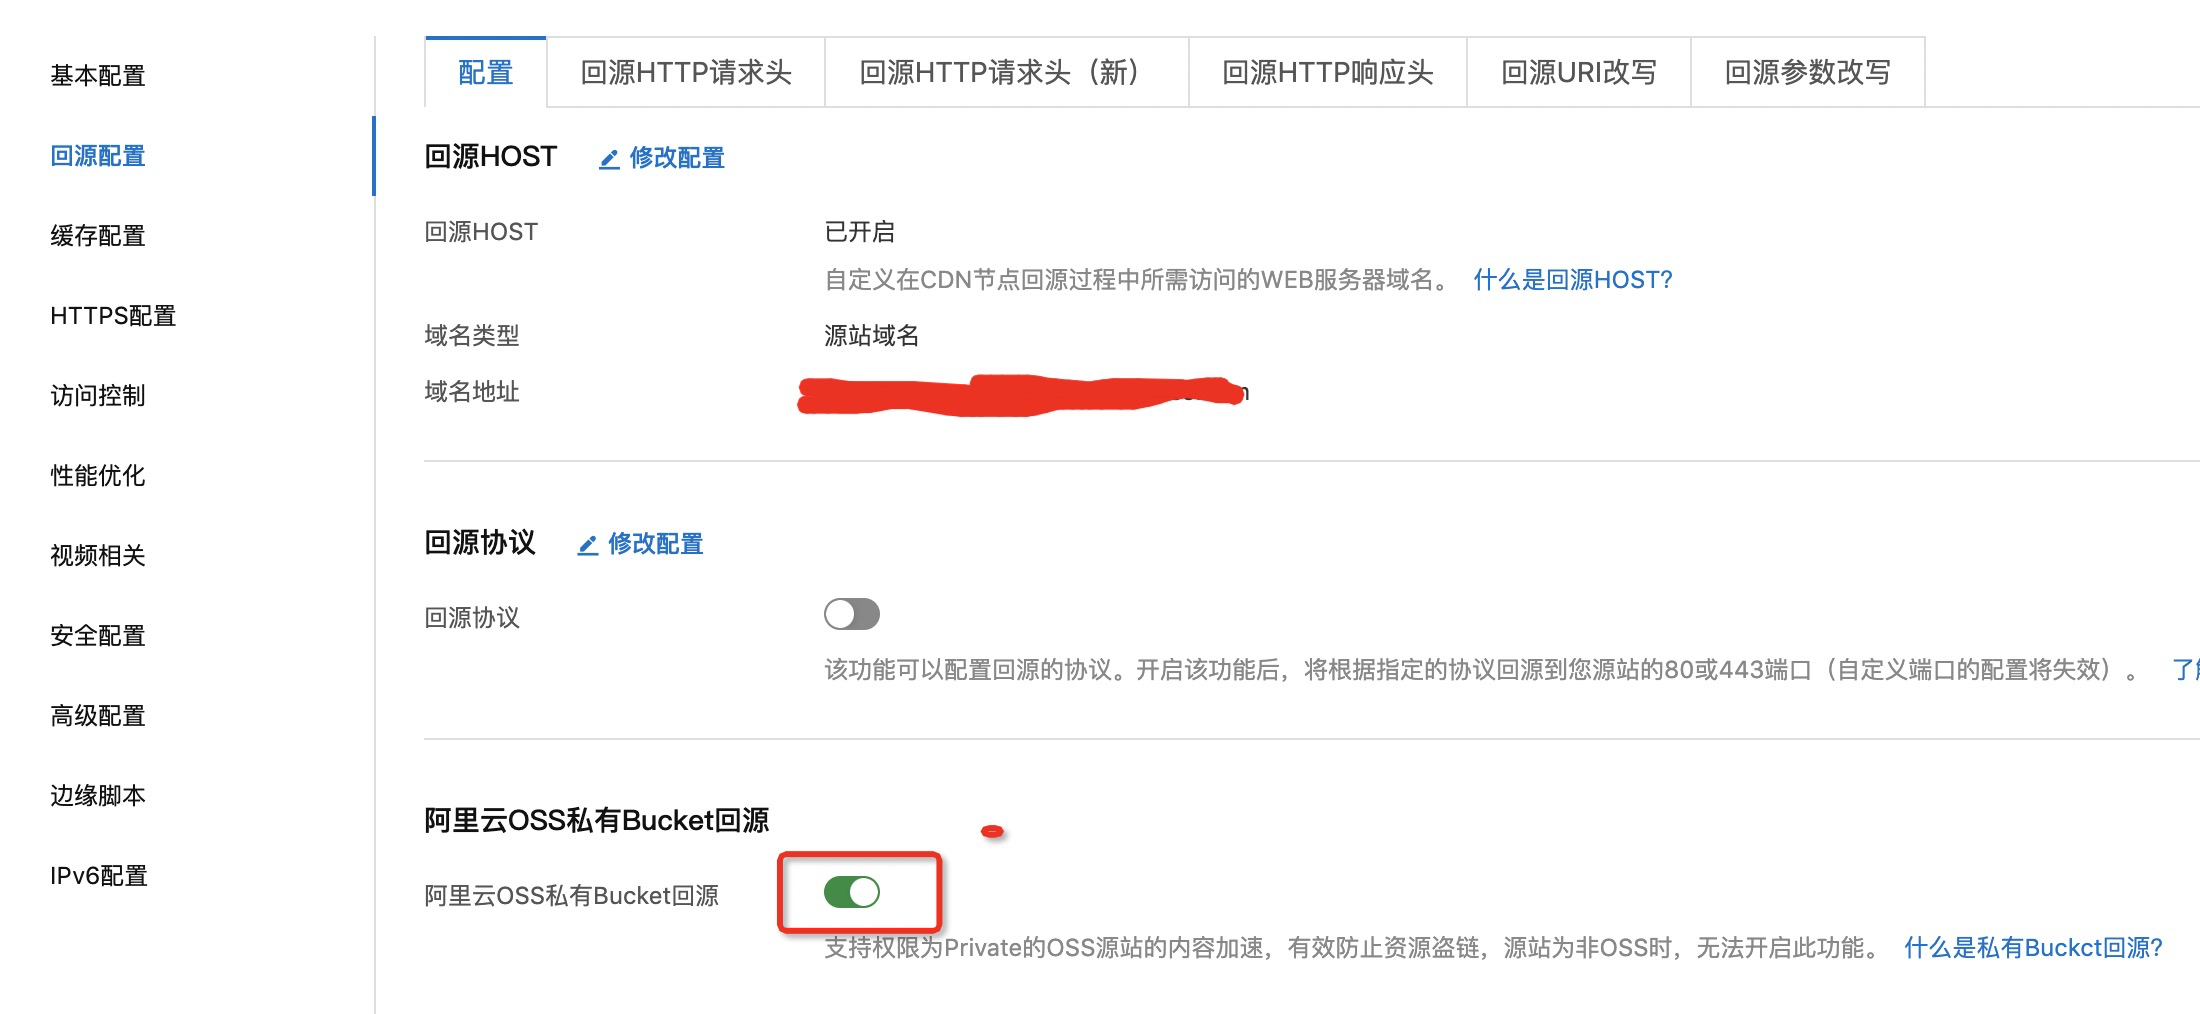 基本配置
回源配置
缓存配置
HTTPS配置
访问控制
性能优化
视频相关
安全配置
高级配置
边缘脚本
IPv6配置
配置
回源HTTP请求头
回源HTTP请求头（新）
回源HTTP响应头
回源URI改写
回源参数改写
回源HOST 修改配置
回源HOST 已开启
自定义在CDN节点回源过程中所需访问的WEB服务器域名。 什么是回源HOST?
域名类型 源站域名
域名地址
回源协议 修改配置
回源协议
该功能可以配置回源的协议。开启该功能后，将根据指定的协议回源到您源站的80或443端口（自定义端口的配置将失效）。 了
阿里云OSS私有Bucket回源
阿里云OSS私有Bucket回源
支持权限为Private的OSS源站的内容加速，有效防止资源盗链，源站为非OSS时，无法开启此功能。 什么是私有Buckct回源?